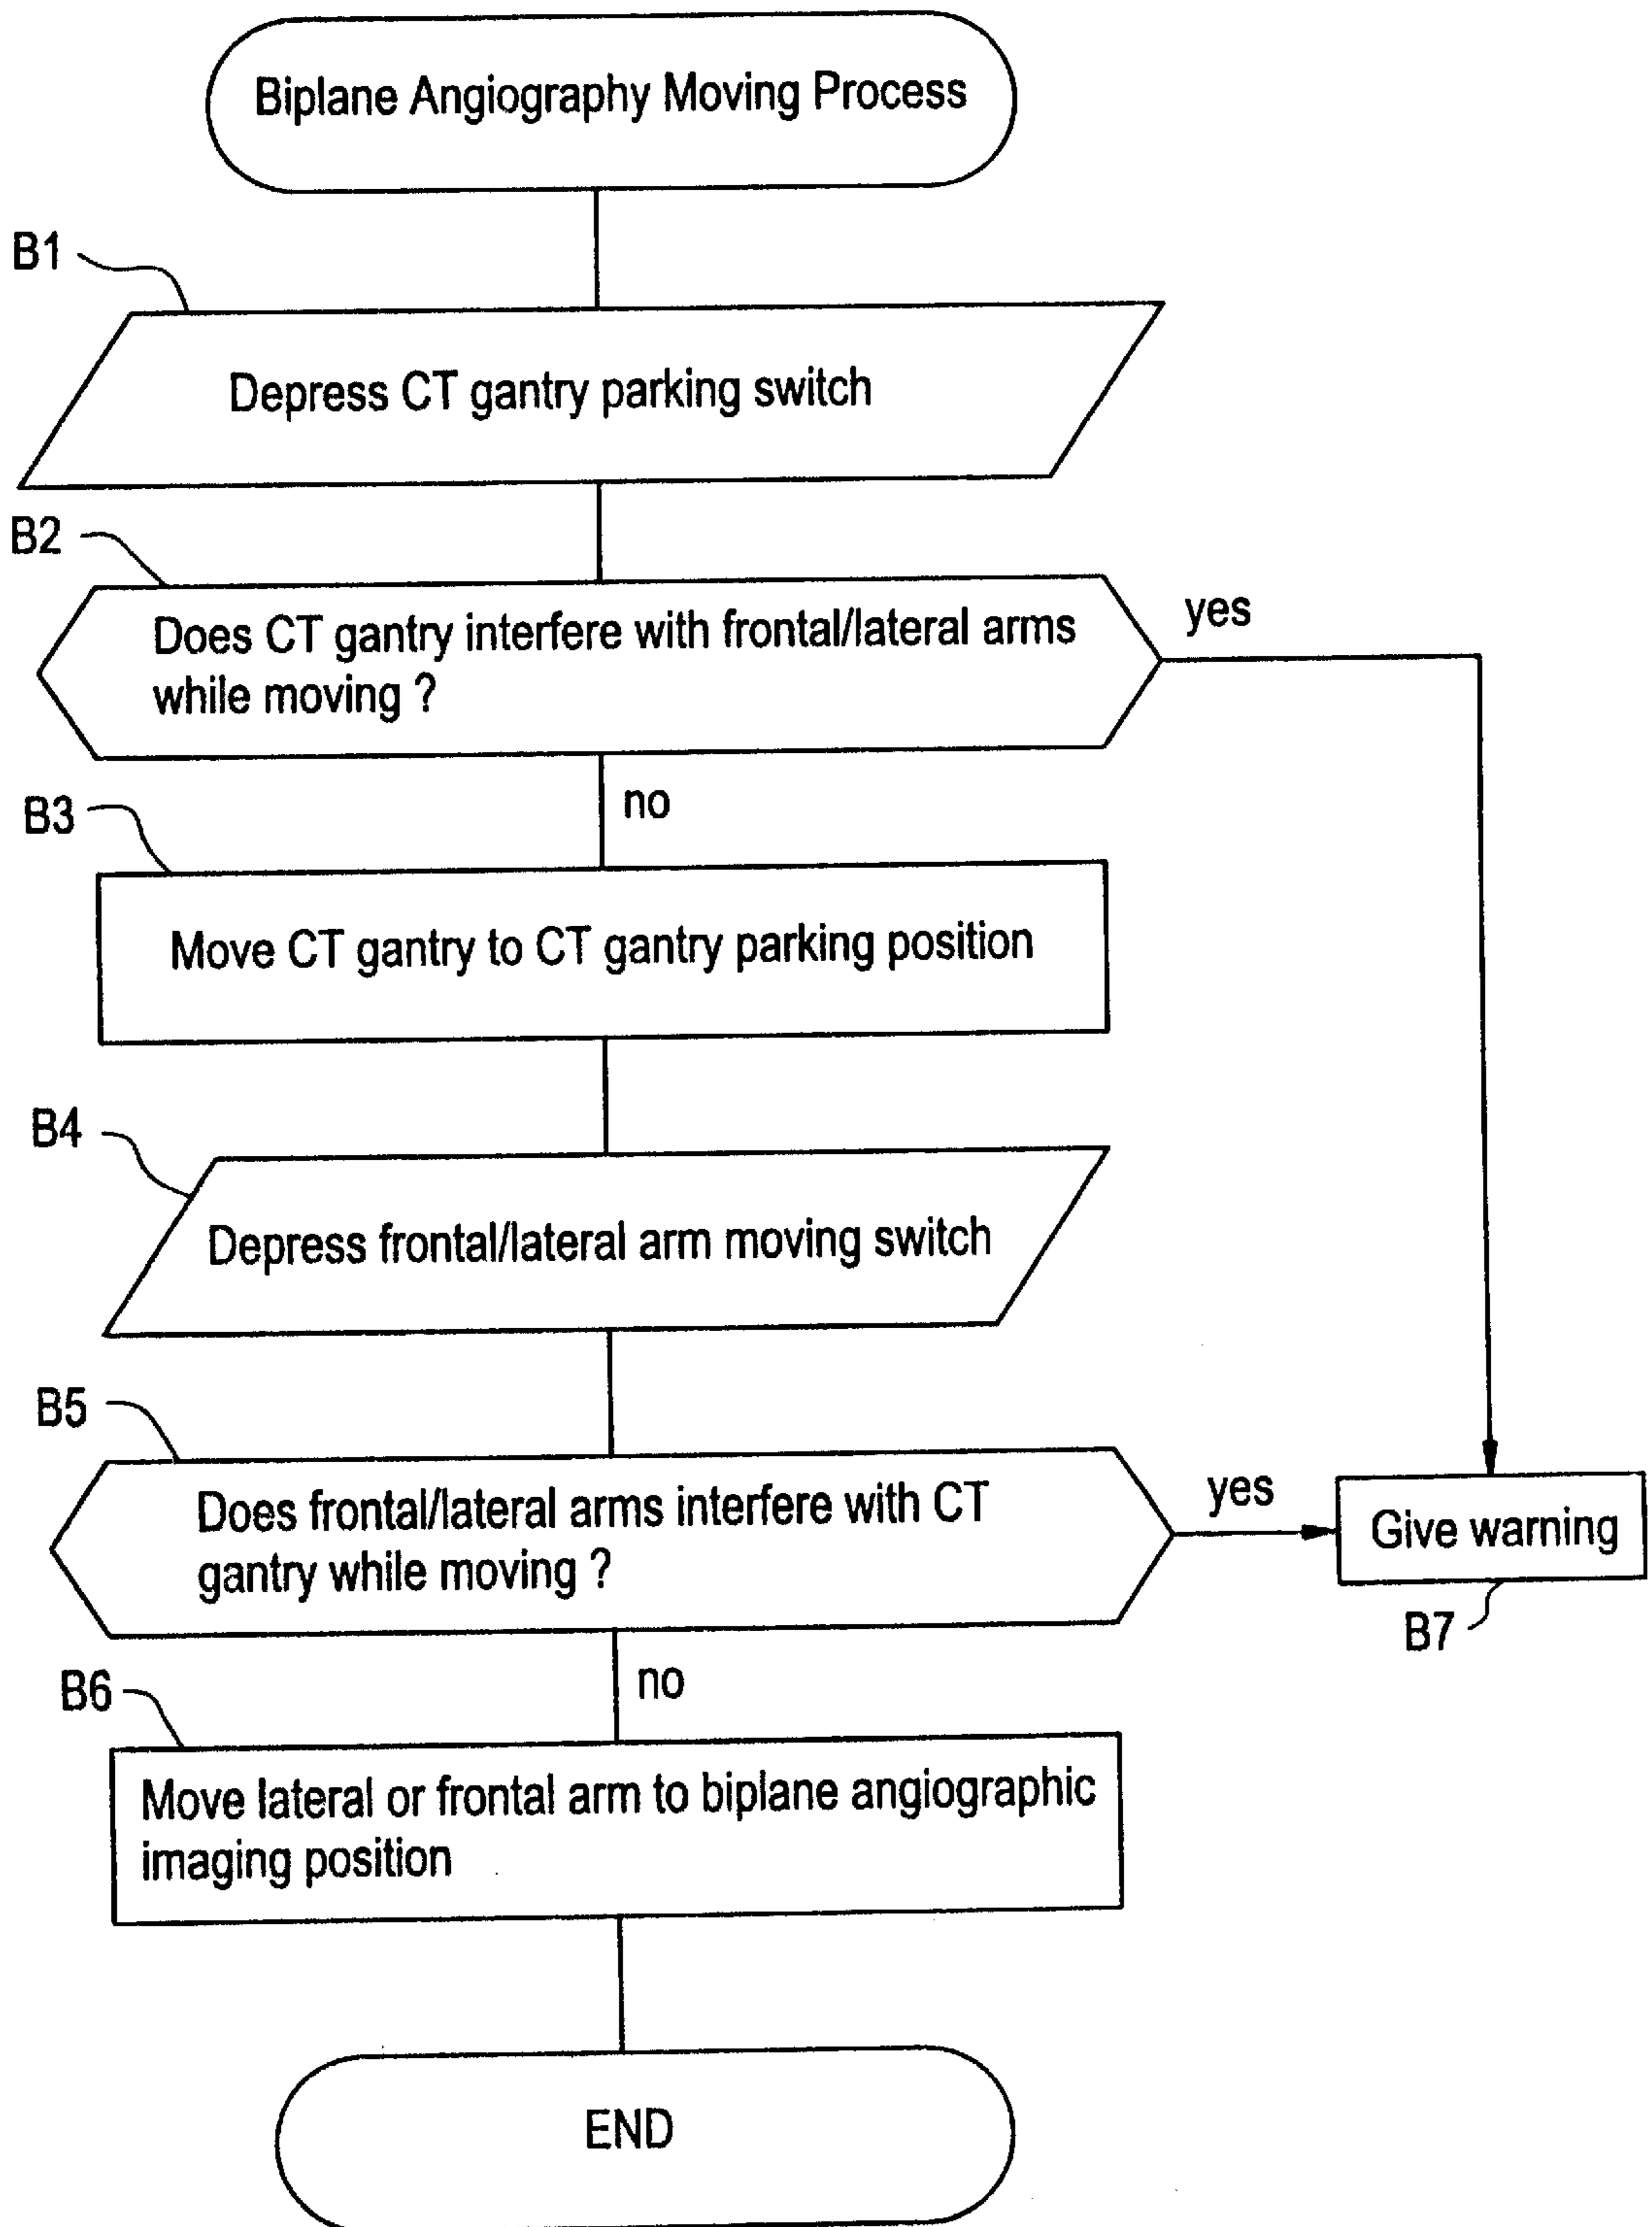 Biplane Angiography Moving Process
B1
Depress CT gantry parking switch
B2
Does CT gantry interfere with frontal/lateral arms
while moving ?
yes
no
B3
Move CT gantry to CT gantry parking position
B4
Depress frontal/lateral arm moving switch
B5
Does frontal/lateral arms interfere with CT
gantry while moving ?
yes
Give warning
B7
no
B6
Move lateral or frontal arm to biplane angiographic
imaging position
END